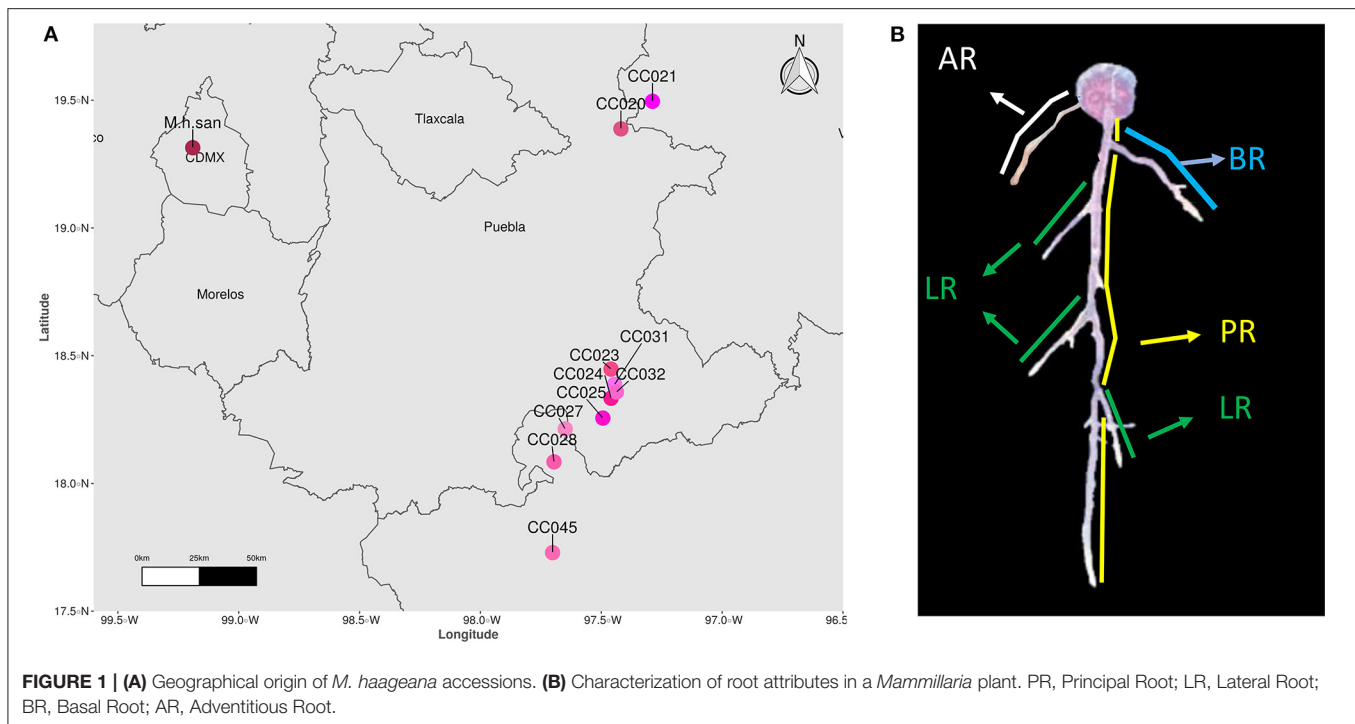 A
N
CC021
19.5°N
CC020
Tlaxcala
M.h.san
co
CDMX
19.0°N
Puebla
Morelos
Latitude
18.5°N
CC031
CC023
CC024
CC032
CC025
CC027
CC028
18.0°N
CC045
0km 25km 50km
17.5°N
99.5°W 99.0°W 98.5°W 98.0°W 97.5°W 97.0°W 96.5
Longitude
B
AR
BR
LR
PR
LR
FIGURE 1 | (A) Geographical origin of M. haageana accessions. (B) Characterization of root attributes in a Mammillaria plant. PR, Principal Root; LR, Lateral Root;
BR, Basal Root; AR, Adventitious Root.